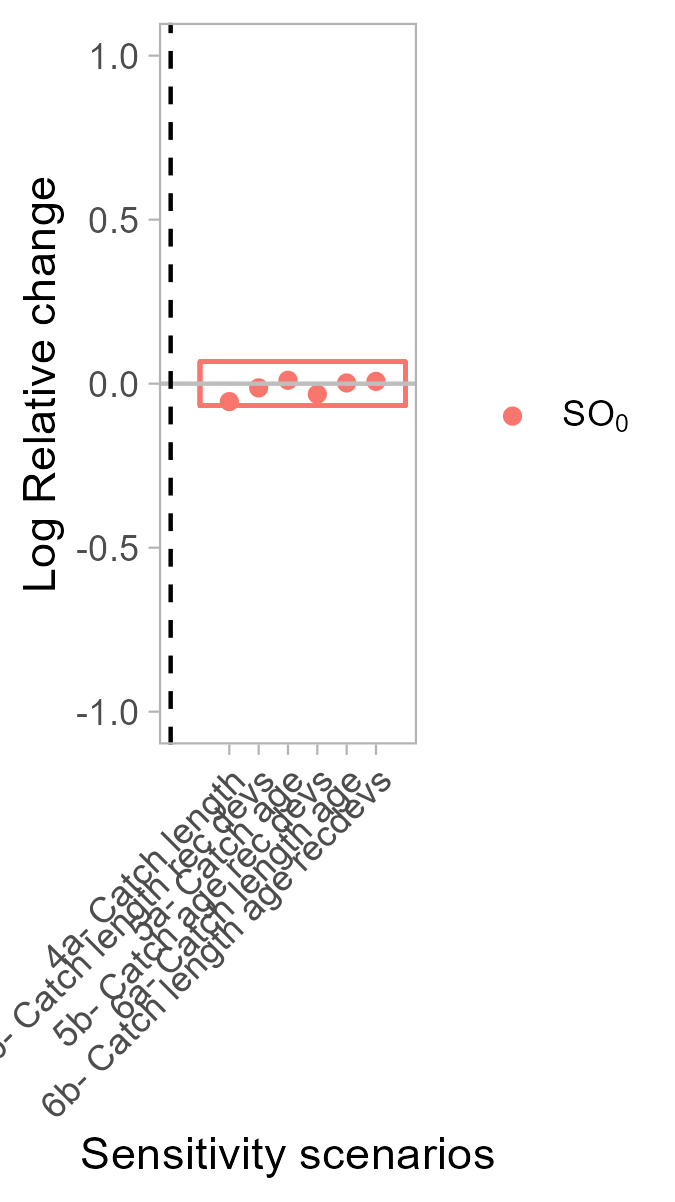 1.0
0.5
0.0
-0.5
-1.0
Log Relative change
SO₀
4a- Catch length
- Catch length rec devs
5a- Catch age
5b- Catch age rec devs
6a- Catch length age
6b- Catch length age recdevs
Sensitivity scenarios